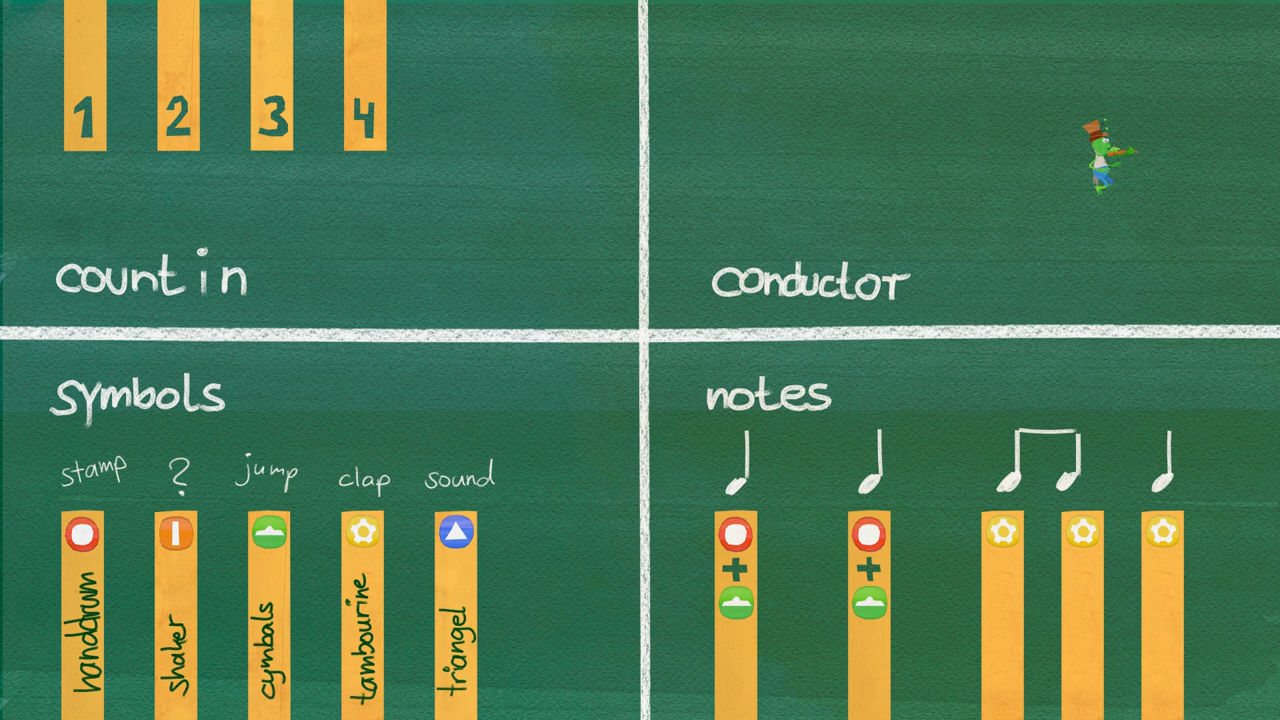 1 2 3 4
count in
conductor
symbols
stamp ? jump clap sound
handdrum shaker cymbals tambourine triangel
notes
+ +